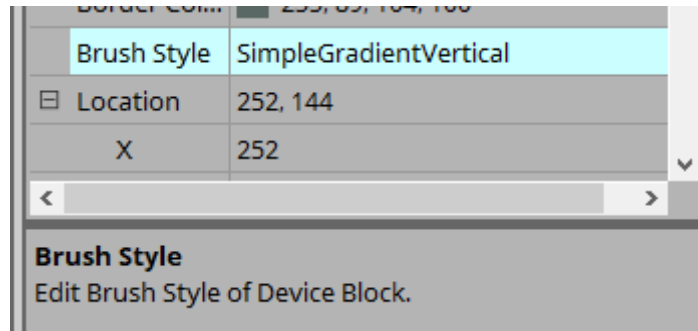 Brush Style SimpleGradientVertical
Location 252, 144
X 252
Brush Style
Edit Brush Style of Device Block.